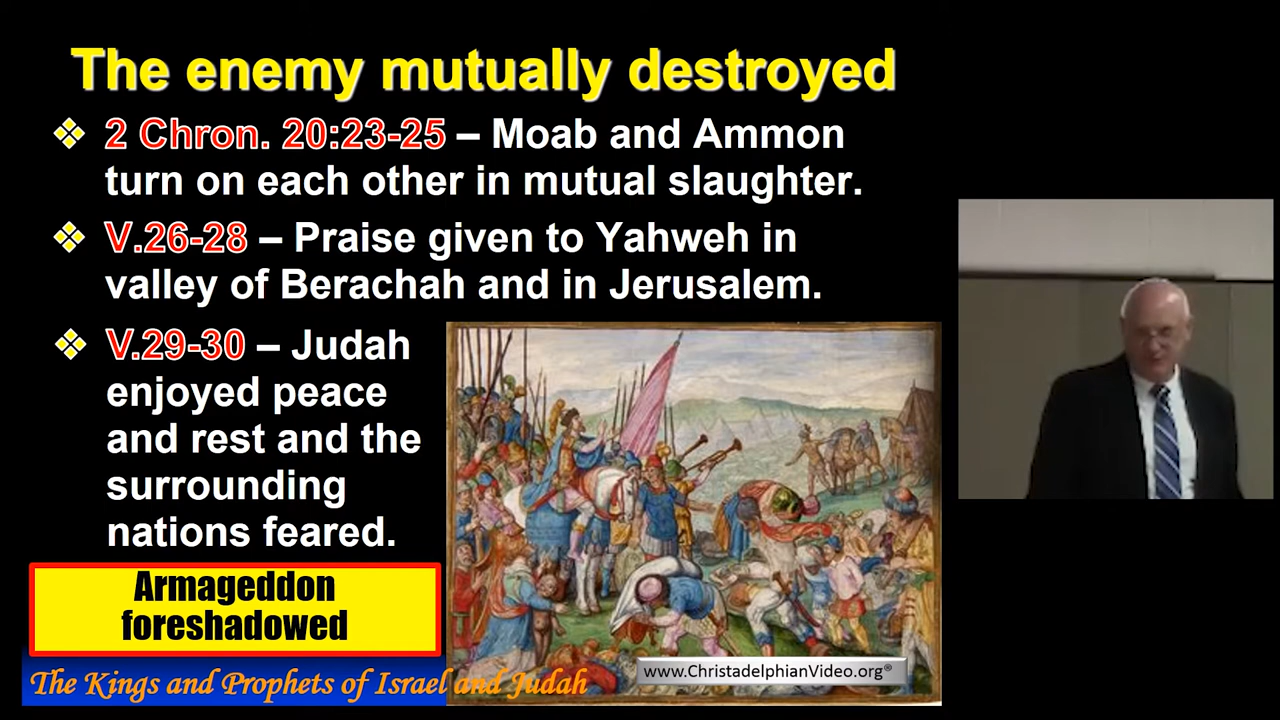 The enemy mutually destroyed
❖ 2 Chron. 20:23-25 – Moab and Ammon
turn on each other in mutual slaughter.
❖ V.26-28 – Praise given to Yahweh in
valley of Berachah and in Jerusalem.
❖ V.29-30 – Judah
enjoyed peace
and rest and the
surrounding
nations feared.
Armageddon
foreshadowed
The Kings and Prophets of Israel and Judah
www.ChristadelphianVideo.org®